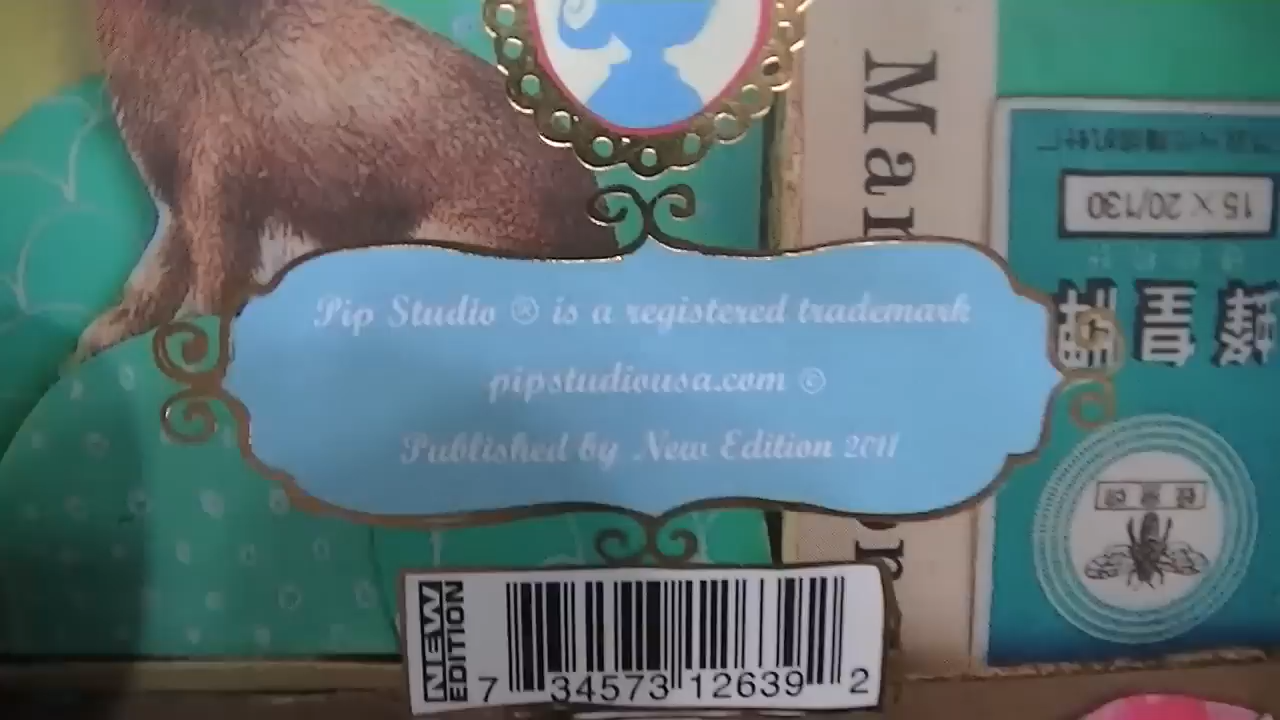 Pip Studio ® is a registered trademark
pipstudiousa.com ©
Published by New Edition 2011
NEW EDITION
7 34573 12639 2
Mar
15 X 20/130